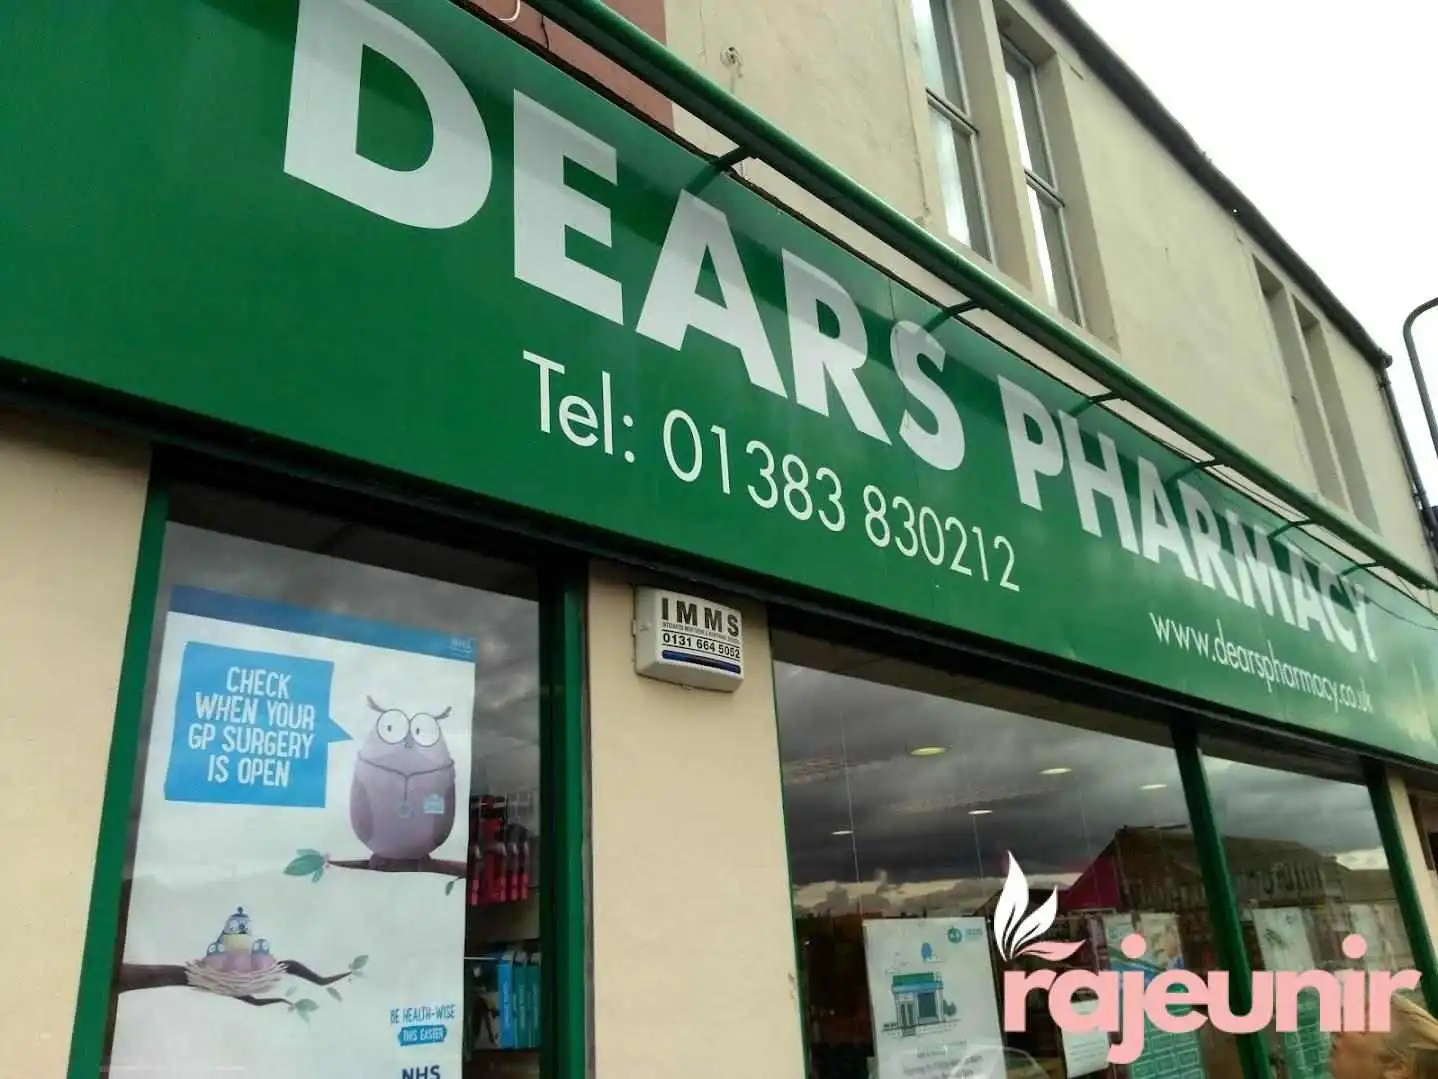 DEARS PHARMACY
Tel: 01383 830212
www.dearspharmacy.co.uk
IMMS
0131 664 5052
CHECK
WHEN YOUR
GP SURGERY
IS OPEN
BE HEALTH-WISE
THIS EASTER
NHS
rajeunir